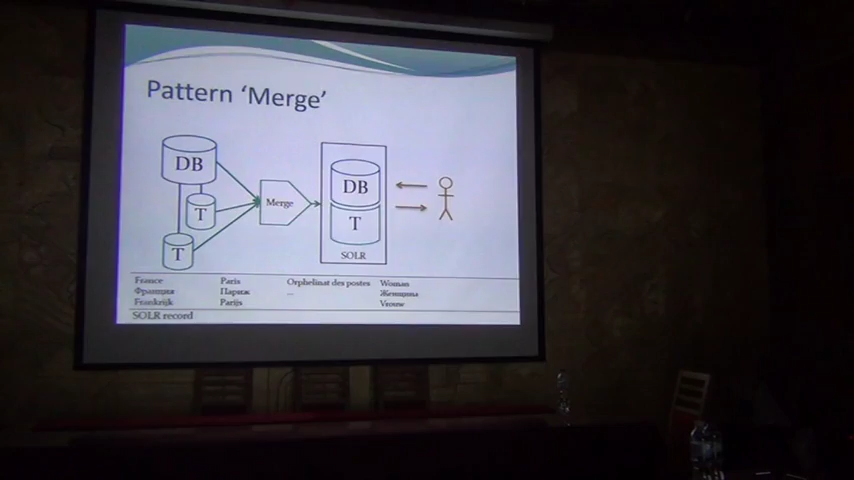 Pattern ‘Merge’
DB
T
T
Merge
DB
T
SOLR
France Paris Orphelinat des postes Woman
Франция Париж ... Женщина
Frankrijk Parijs Vrouw
SOLR record